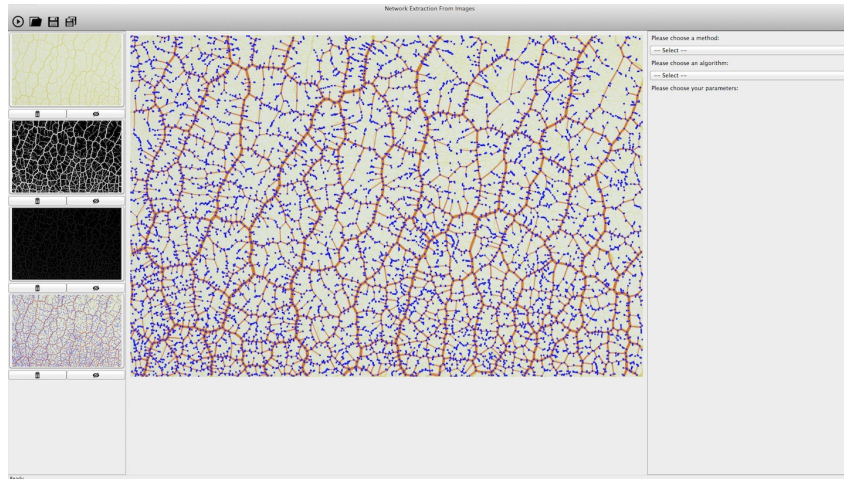 Network Extraction From Images
Please choose a method:
-- Select --
Please choose an algorithm:
-- Select --
Please choose your parameters:
Ready